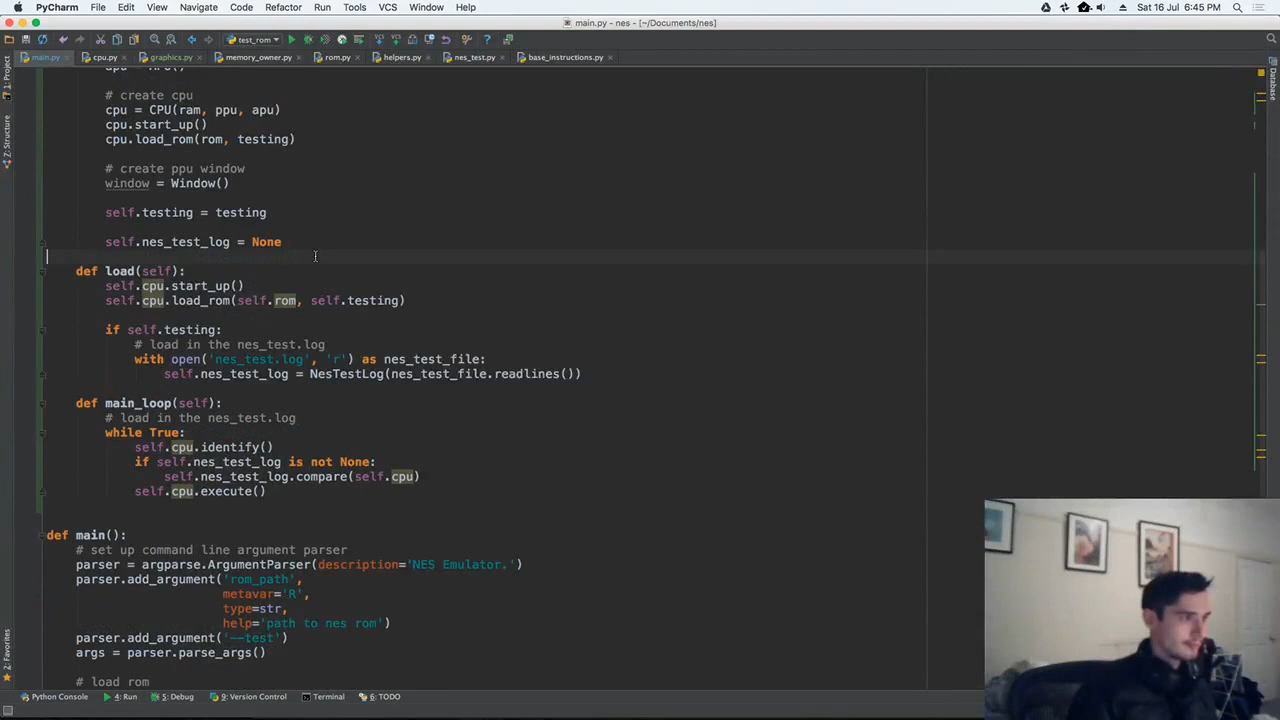 PyCharm File Edit View Navigate Code Refactor Run Tools VCS Window Help Sat 16 Jul 6:45 PM
main.py - nes - [~/Documents/nes]
test_rom
main.py cpu.py graphics.py memory_owner.py rom.py helpers.py nes_test.py base_instructions.py
1: Project
Z: Structure
2: Favorites
Database
# create cpu
cpu = CPU(ram, ppu, apu)
cpu.start_up()
cpu.load_rom(rom, testing)
# create ppu window
window = Window()
self.testing = testing
self.nes_test_log = None
def load(self):
self.cpu.start_up()
self.cpu.load_rom(self.rom, self.testing)
if self.testing:
# load in the nes_test.log
with open('nes_test.log', 'r') as nes_test_file:
self.nes_test_log = NesTestLog(nes_test_file.readlines())
def main_loop(self):
# load in the nes_test.log
while True:
self.cpu.identify()
if self.nes_test_log is not None:
self.nes_test_log.compare(self.cpu)
self.cpu.execute()
def main():
# set up command line argument parser
parser = argparse.ArgumentParser(description='NES Emulator.')
parser.add_argument('rom_path',
metavar='R',
type=str,
help='path to nes rom')
parser.add_argument('--test')
args = parser.parse_args()
# load rom
Python Console 4: Run 5: Debug 9: Version Control Terminal 6: TODO